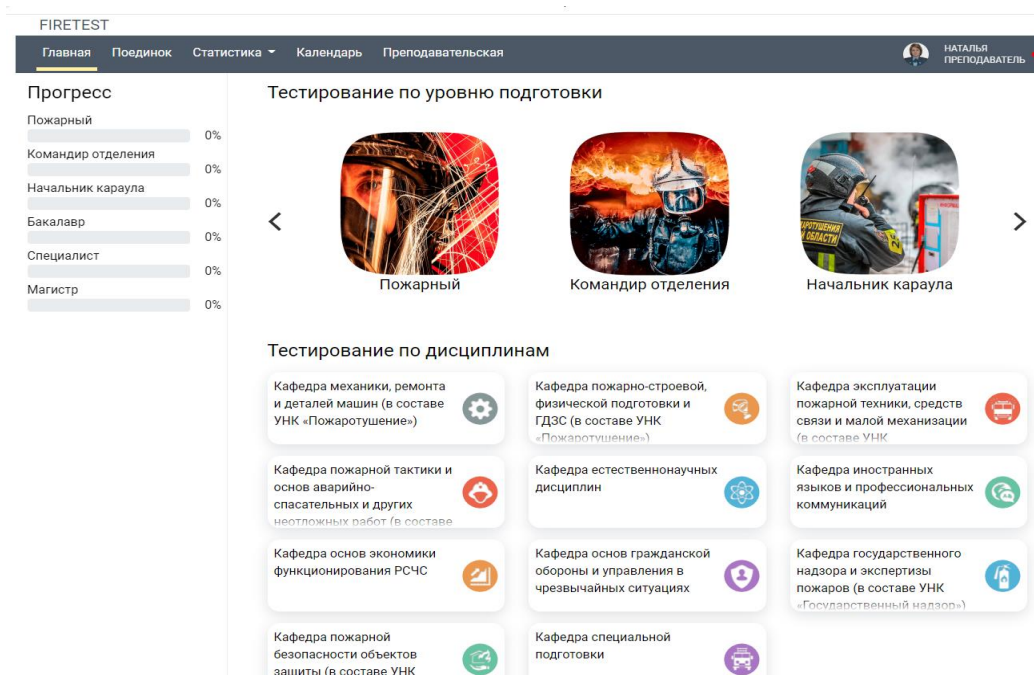 FIRETEST
Главная Поединок Статистика Календарь Преподавательская
НАТАЛЬЯ
ПРЕПОДАВАТЕЛЬ
Прогресс
Пожарный
0%
Командир отделения
0%
Начальник караула
0%
Бакалавр
0%
Специалист
0%
Магистр
0%
Тестирование по уровню подготовки
ПАРОТУШЕНИЯ
ОЙ ОБЛАСТИ
Пожарный
Командир отделения
Начальник караула
Тестирование по дисциплинам
Кафедра механики, ремонта
и деталей машин (в составе
УНК «Пожаротушение»)
Кафедра пожарно-строевой,
физической подготовки и
ГДЗС (в составе УНК
«Пожаротушение»)
Кафедра эксплуатации
пожарной техники, средств
связи и малой механизации
(в составе УНК
Кафедра пожарной тактики и
основ аварийно-
спасательных и других
неотложных работ (в составе
Кафедра естественнонаучных
дисциплин
Кафедра иностранных
языков и профессиональных
коммуникаций
Кафедра основ экономики
функционирования РСЧС
Кафедра основ гражданской
обороны и управления в
чрезвычайных ситуациях
Кафедра государственного
надзора и экспертизы
пожаров (в составе УНК
«Государственный надзор»)
Кафедра пожарной
безопасности объектов
защиты (в составе УНК
Кафедра специальной
подготовки